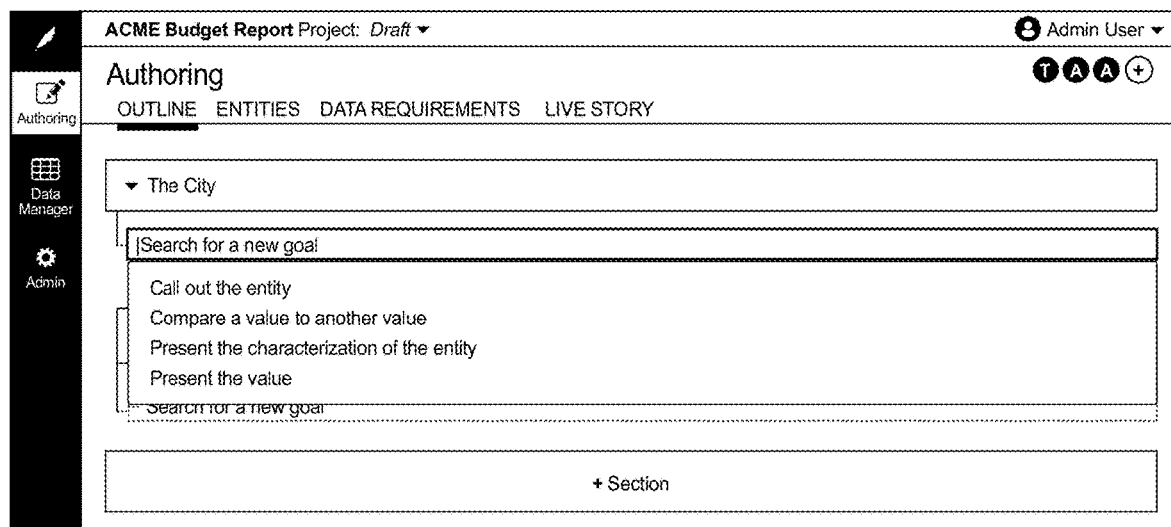 ACME Budget Report Project: Draft
Admin User
Authoring
T A A +
OUTLINE ENTITIES DATA REQUIREMENTS LIVE STORY
Authoring
Data
Manager
Admin
The City
Search for a new goal
Call out the entity
Compare a value to another value
Present the characterization of the entity
Present the value
Search for a new goal
+ Section